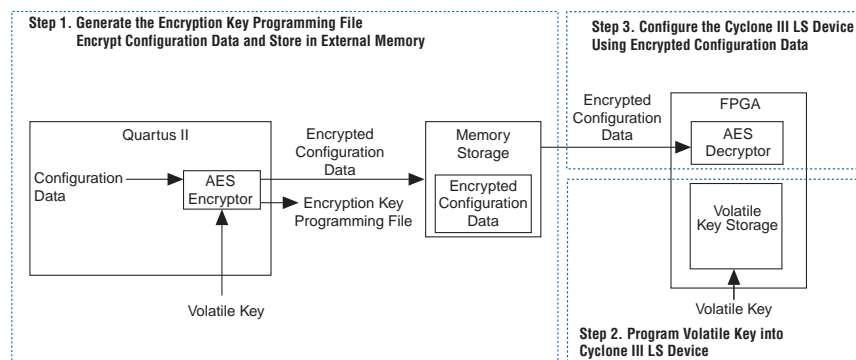 Step 1. Generate the Encryption Key Programming File
Encrypt Configuration Data and Store in External Memory
Step 3. Configure the Cyclone III LS Device
Using Encrypted Configuration Data
Quartus II
Configuration
Data
AES
Encryptor
Encrypted
Configuration
Data
Encryption Key
Programming File
Volatile Key
Memory
Storage
Encrypted
Configuration
Data
Encrypted
Configuration
Data
FPGA
AES
Decryptor
Volatile
Key Storage
Volatile Key
Step 2. Program Volatile Key into
Cyclone III LS Device